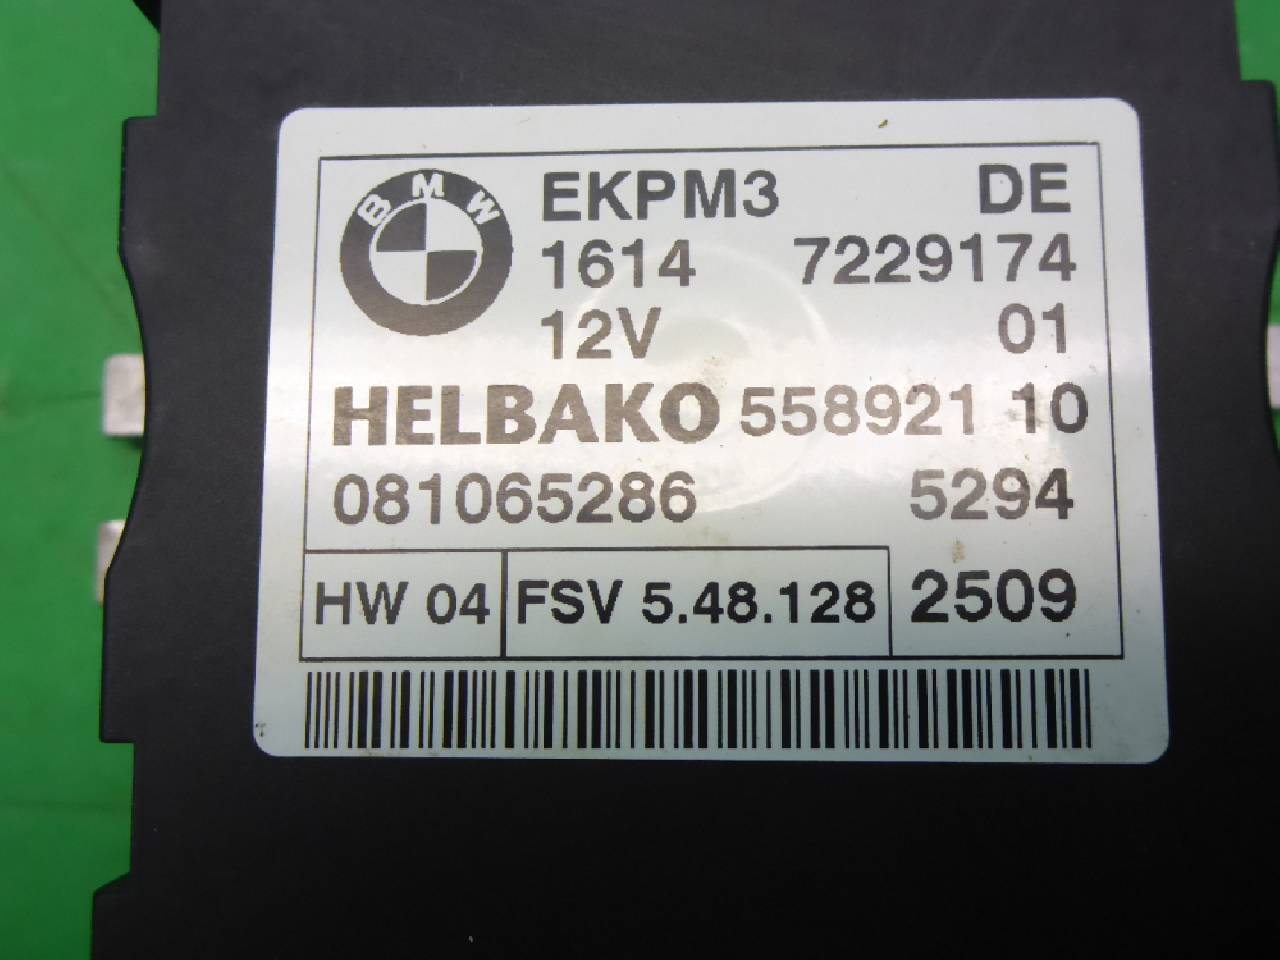 BMW
EKPM3 DE
1614 7229174
12V 01
HELBAKO 558921 10
081065286 5294
HW 04 FSV 5.48.128 2509